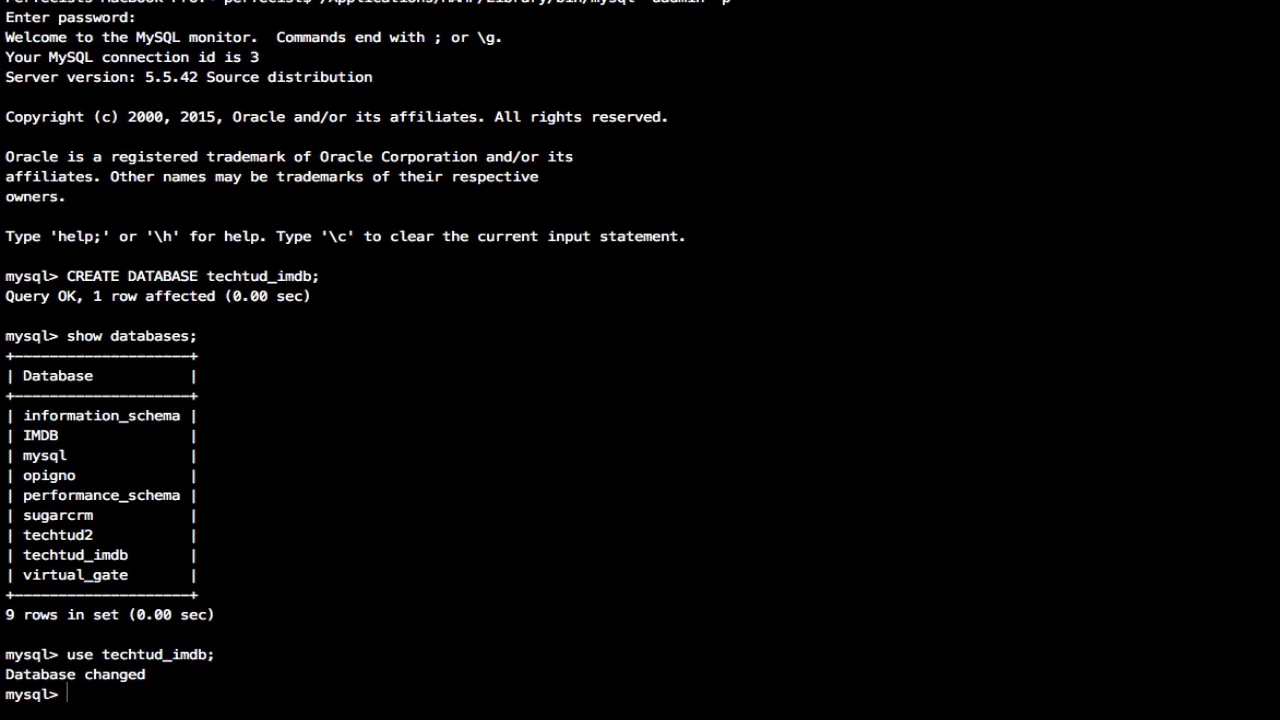 Enter password:
Welcome to the MySQL monitor.  Commands end with ; or \g.
Your MySQL connection id is 3
Server version: 5.5.42 Source distribution
Copyright (c) 2000, 2015, Oracle and/or its affiliates. All rights reserved.
Oracle is a registered trademark of Oracle Corporation and/or its
affiliates. Other names may be trademarks of their respective
owners.
Type 'help;' or '\h' for help. Type '\c' to clear the current input statement.
mysql> CREATE DATABASE techtud_imdb;
Query OK, 1 row affected (0.00 sec)
mysql> show databases;
+--------------------+
| Database           |
+--------------------+
| information_schema |
| IMDB               |
| mysql              |
| opigno             |
| performance_schema |
| sugarcrm           |
| techtud2           |
| techtud_imdb       |
| virtual_gate       |
+--------------------+
9 rows in set (0.00 sec)
mysql> use techtud_imdb;
Database changed
mysql>